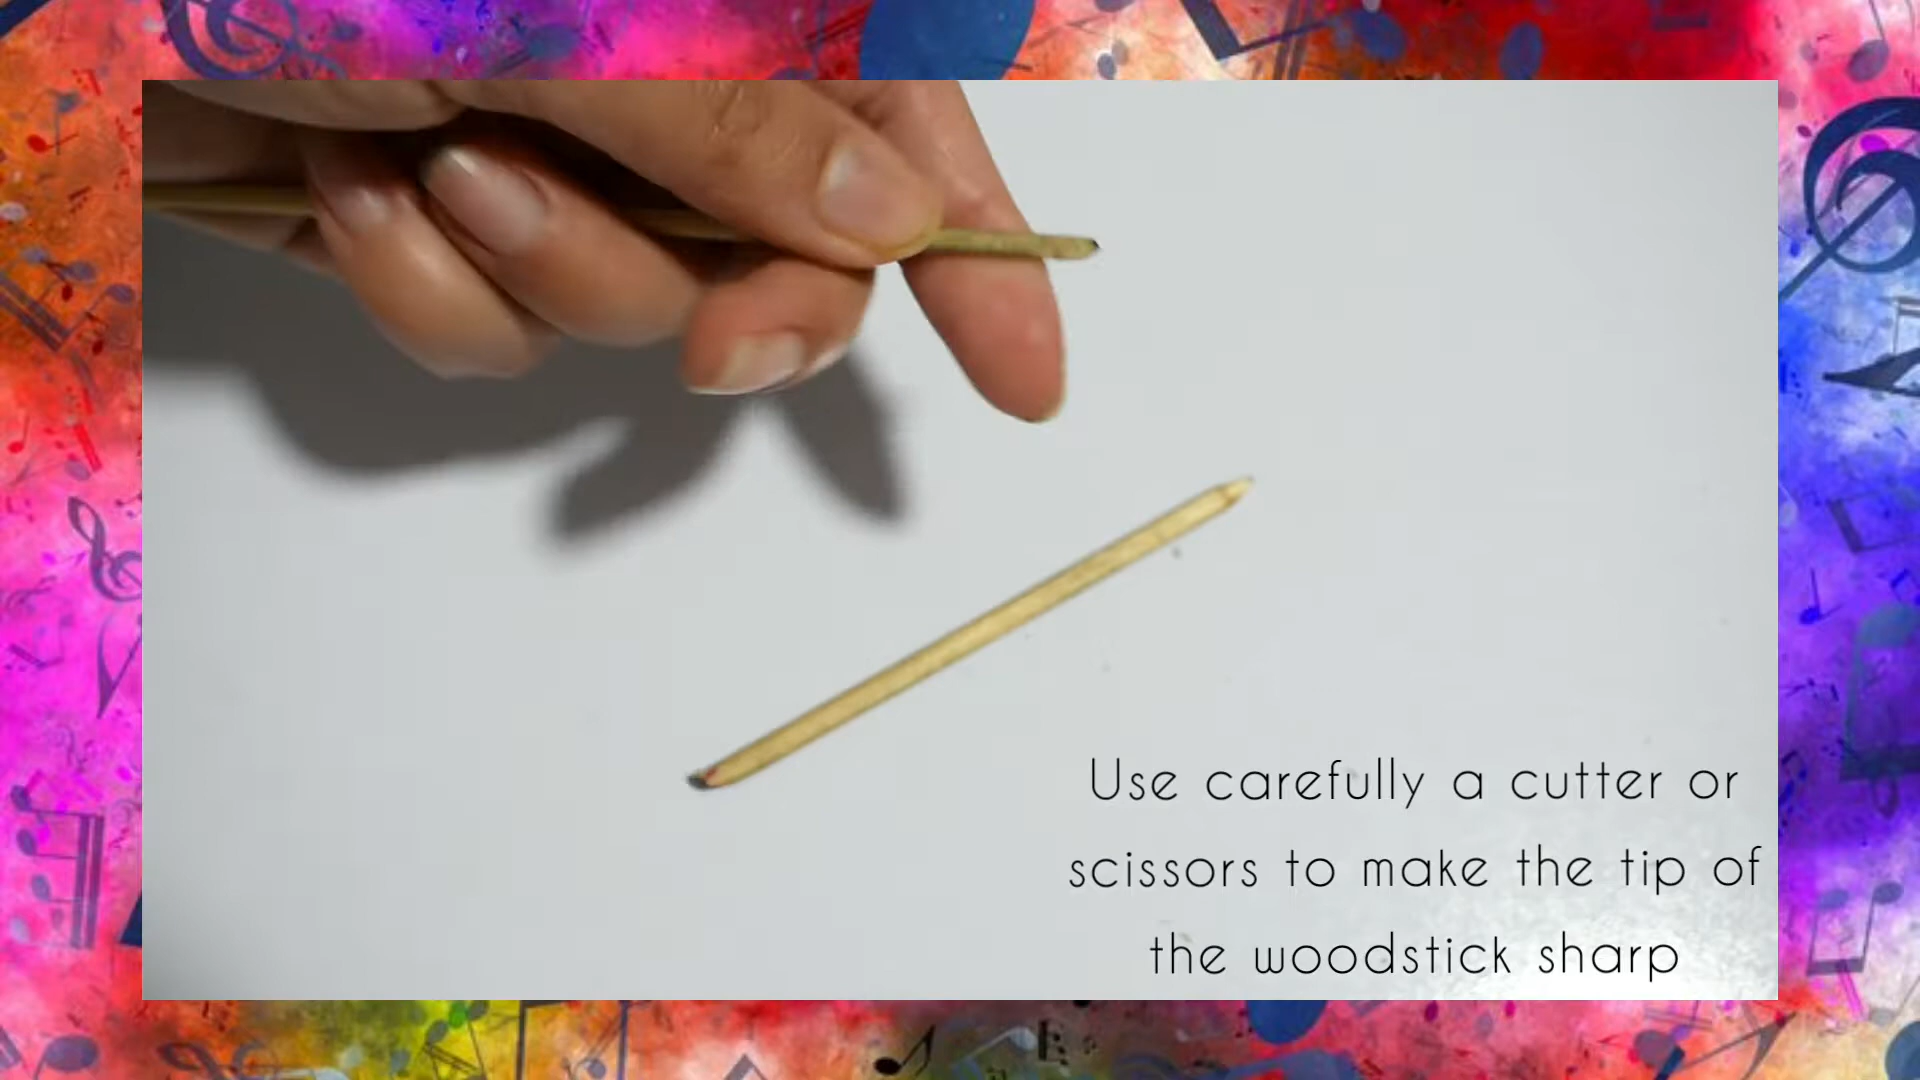 Use carefully a cutter or
scissors to make the tip of
the woodstick sharp